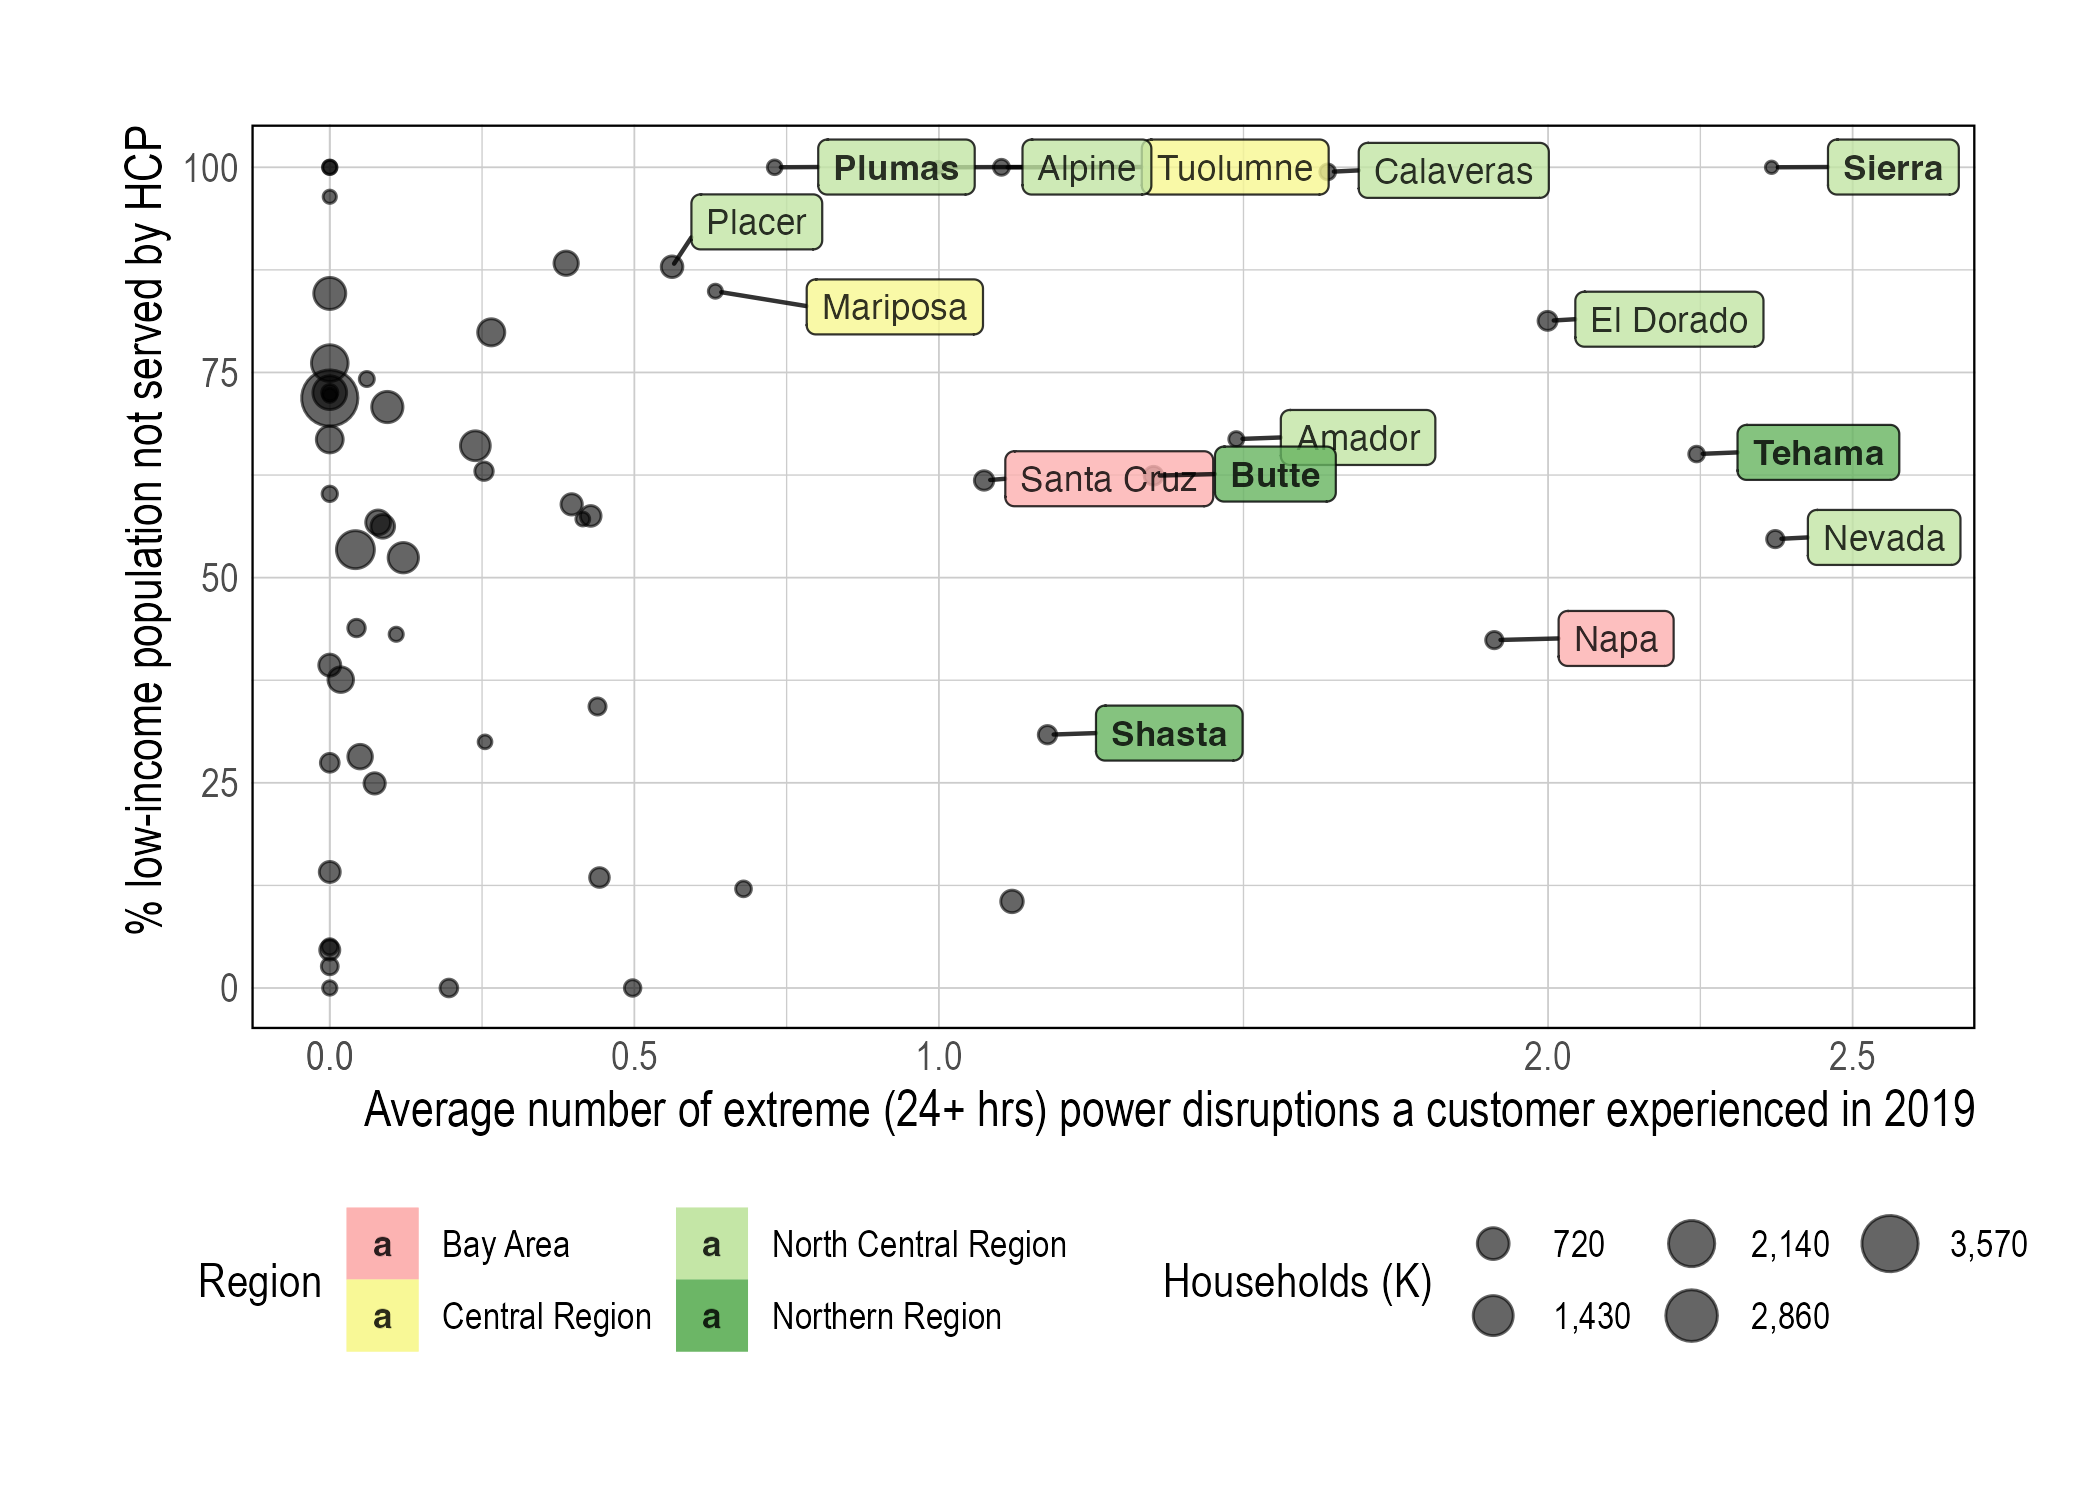 % low-income population not served by HCP
100
75
50
25
0
Plumas
Alpine
Tuolumne
Calaveras
Sierra
Placer
Mariposa
El Dorado
Amador
Santa Cruz
Butte
Tehama
Nevada
Napa
Shasta
0.0 0.5 1.0 2.0 2.5
Average number of extreme (24+ hrs) power disruptions a customer experienced in 2019
Region
a Bay Area
a Central Region
a North Central Region
a Northern Region
Households (K)
720
1,430
2,140
2,860
3,570